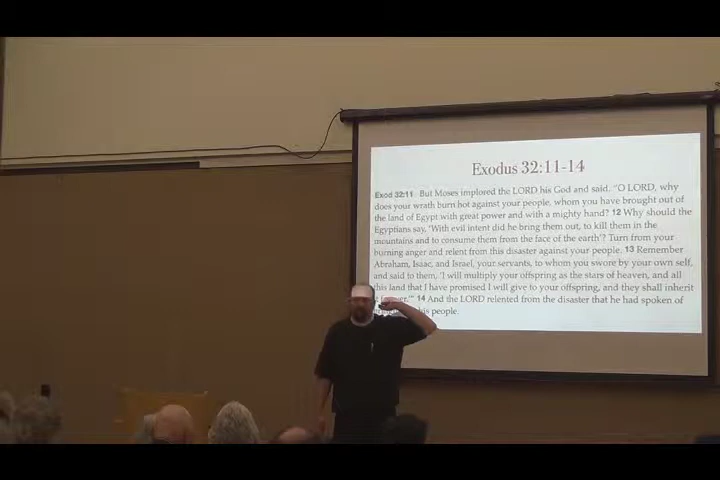 Exodus 32:11-14
Exod 32:11 But Moses implored the LORD his God and said, "O LORD, why
does your wrath burn hot against your people, whom you have brought out of
the land of Egypt with great power and with a mighty hand? 12 Why should the
Egyptians say, 'With evil intent did he bring them out, to kill them in the
mountains and to consume them from the face of the earth'? Turn from your
burning anger and relent from this disaster against your people. 13 Remember
Abraham, Isaac, and Israel, your servants, to whom you swore by your own self,
and said to them, 'I will multiply your offspring as the stars of heaven, and all
this land that I have promised I will give to your offspring, and they shall inherit
14 And the LORD relented from the disaster that he had spoken of
his people.